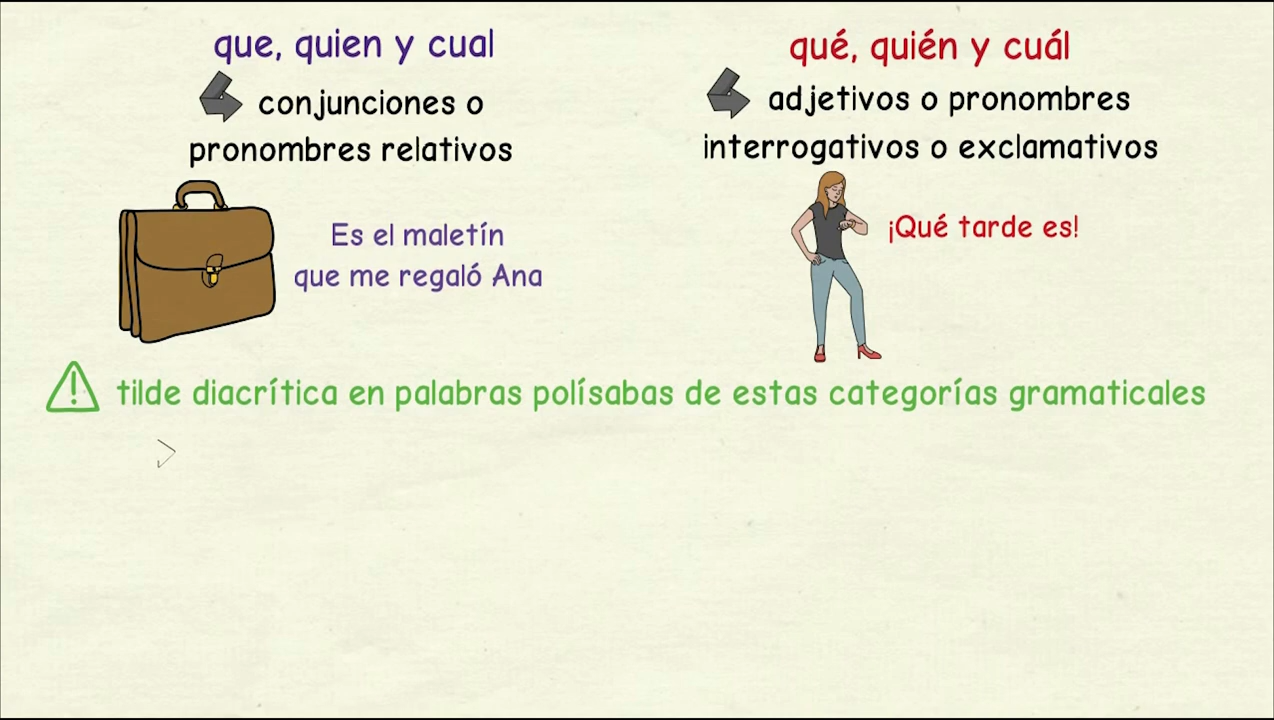 que, quien y cual
conjunciones o
pronombres relativos
Es el maletín
que me regaló Ana
qué, quién y cuál
adjetivos o pronombres
interrogativos o exclamativos
¡Qué tarde es!
tilde diacrítica en palabras polísabas de estas categorías gramaticales